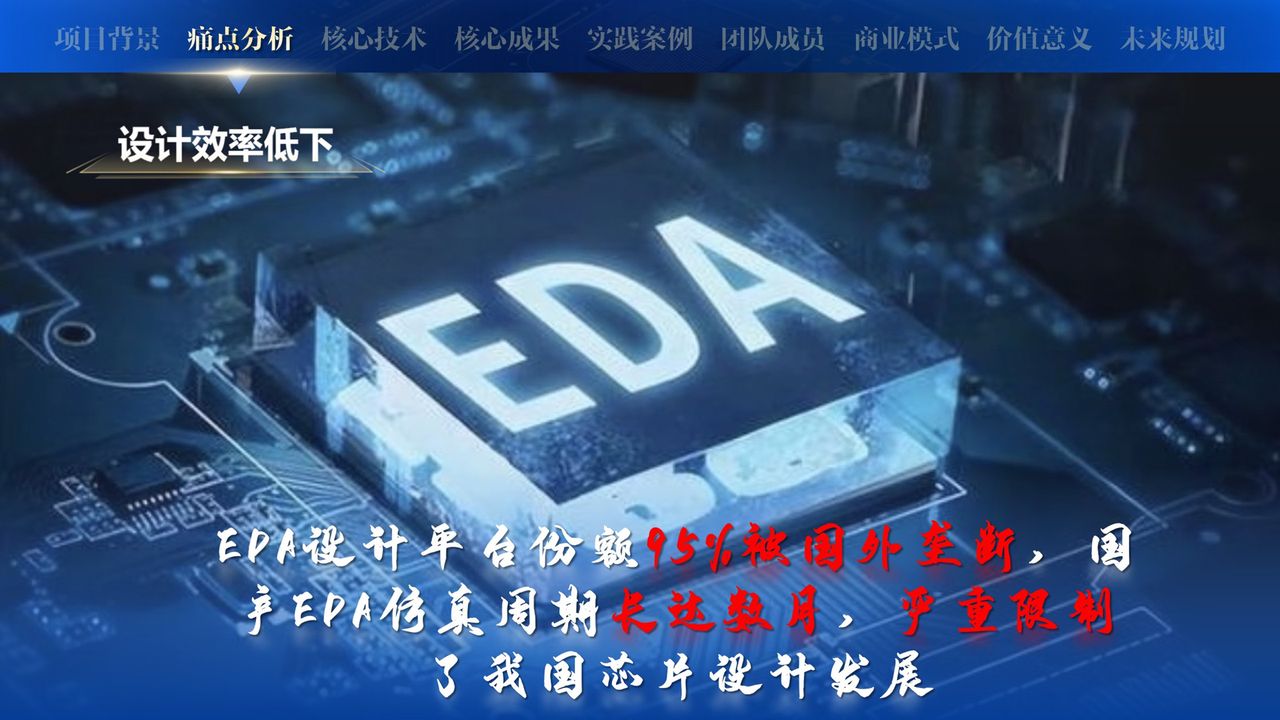 项目背景 痛点分析 核心技术 核心成果 实践案例 团队成员 商业模式 价值意义 未来规划
设计效率低下
EDA
EDA设计平台份额95%被国外垄断，国
产EDA仿真周期长达数月，严重限制
了我国芯片设计发展